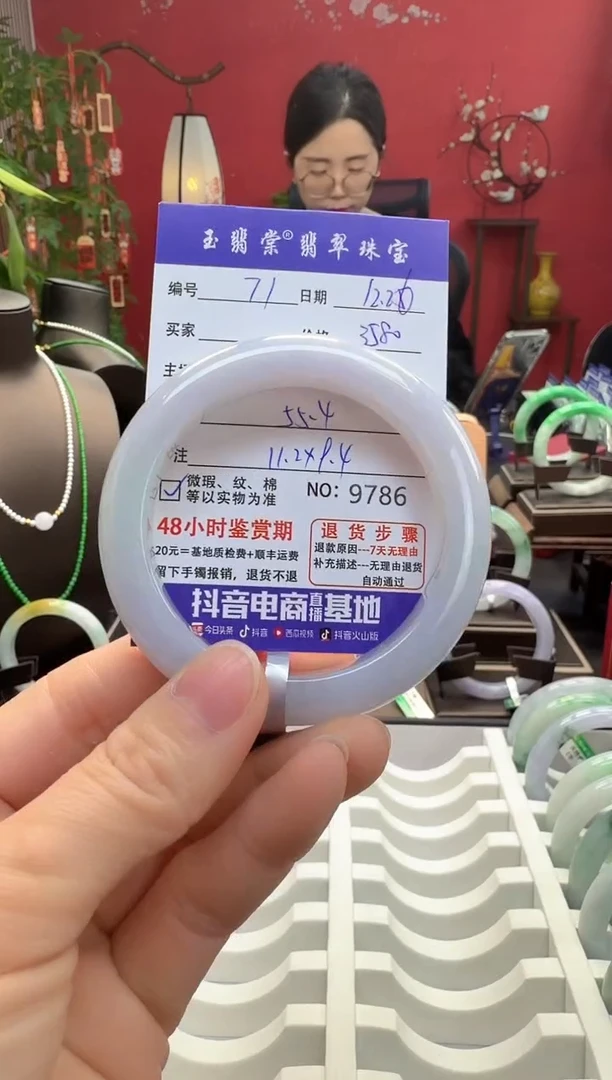 玉翡棠®翡翠珠宝
编号 71 日期 12.26
买家 价格 3580
55.4
注 11.2×9.4
微瑕、纹、棉
等以实物为准
NO: 9786
48小时鉴赏期
20元=基地质检费+顺丰运费
留下手镯报销，退货不退
退货步骤
退款原因---7天无理由
补充描述---无理由退货
自动通过
抖音电商直播基地
今日头条 抖音 西瓜视频 抖音火山版